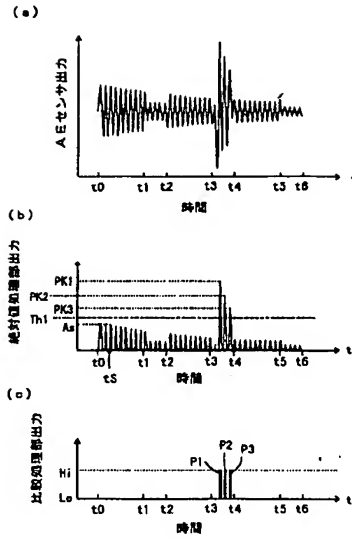 (a)
AEセンサ出力
t0 t1 t2 t3 t4 t5 t6
t
時間
(b)
絶対値処理部出力
PK1
PK2
PK3
Th1
As
t0 t1 t2 t3 t4 t5 t6
t
tS
時間
(c)
比較処理部出力
P1 P2 P3
Hi
Lo
t0 t1 t2 t3 t4 t5 t6
t
時間